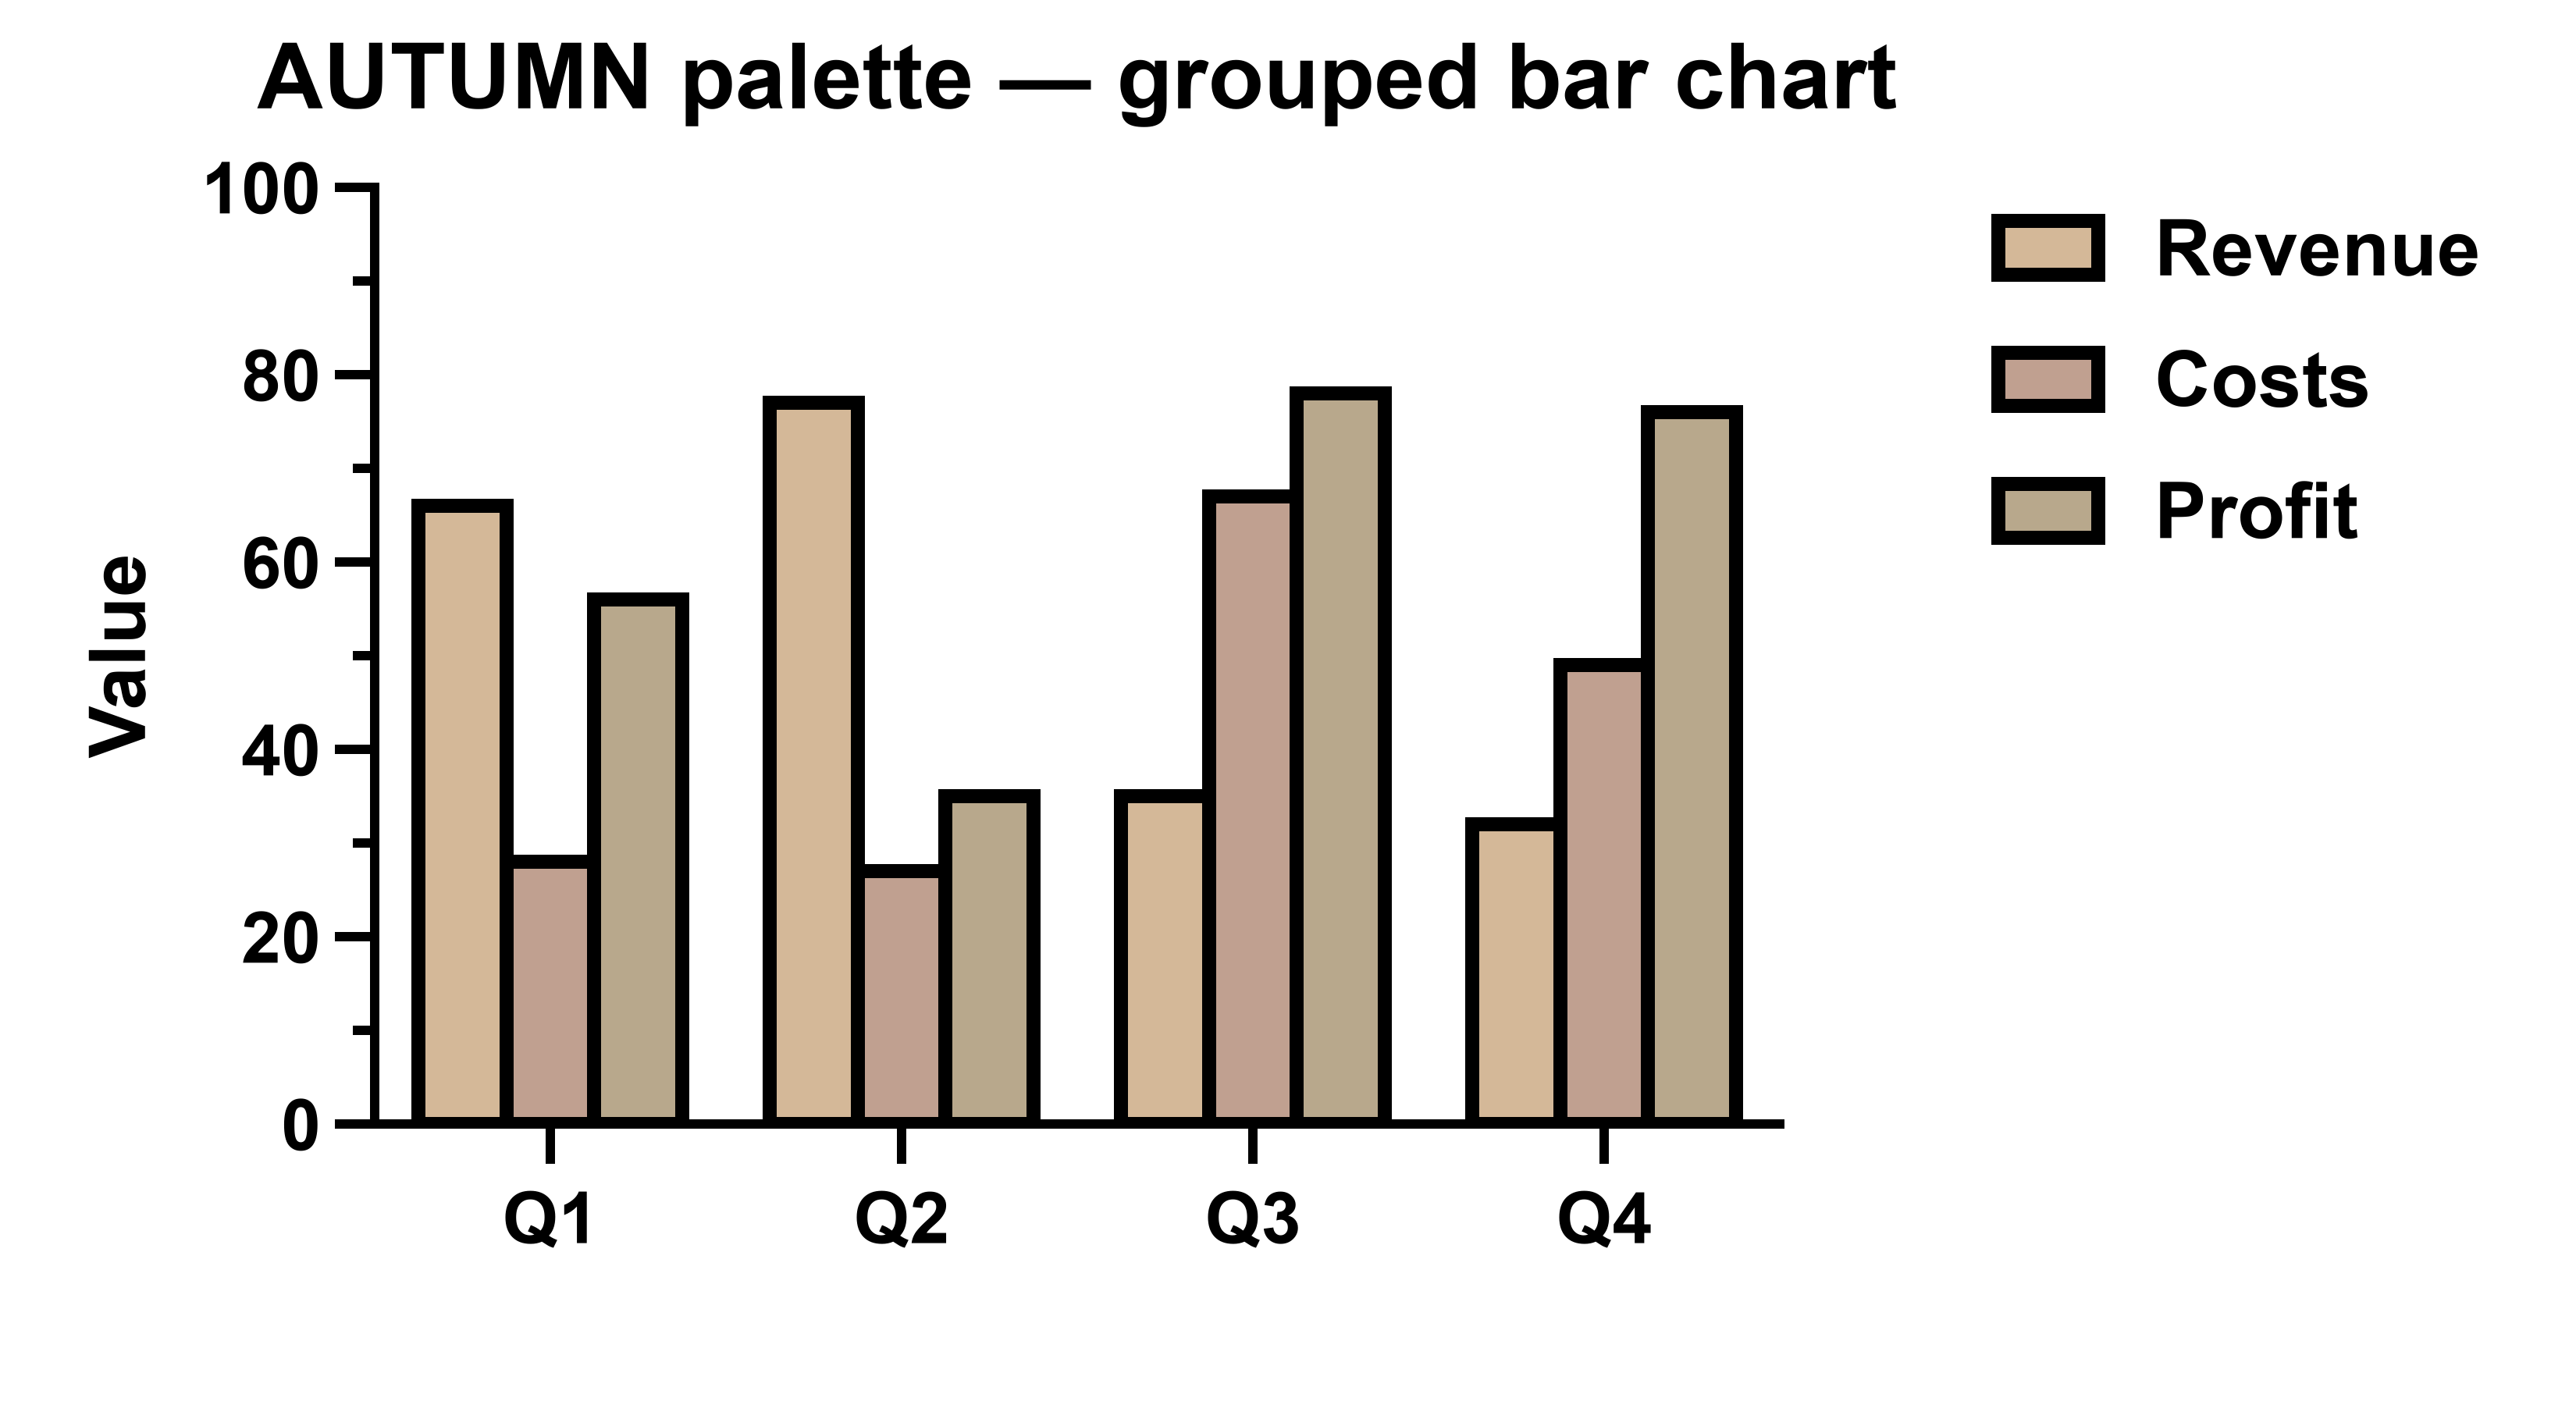 AUTUMN palette — grouped bar chart
100
80
60
40
20
0
Value
Q1 Q2 Q3 Q4
Revenue
Costs
Profit